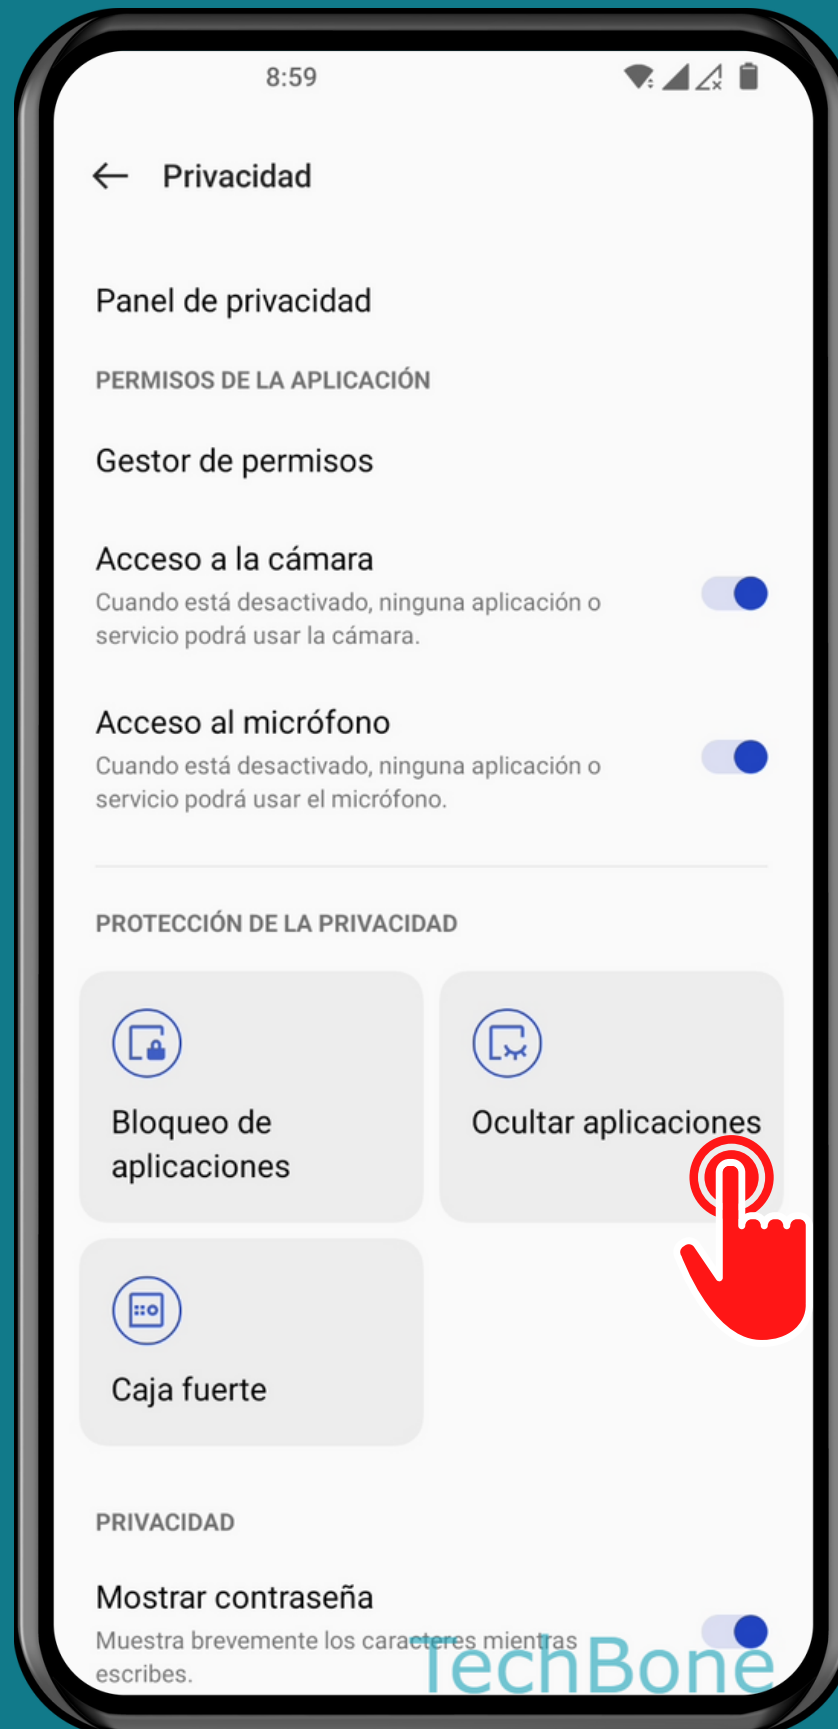 8:59
Privacidad
Panel de privacidad
PERMISOS DE LA APLICACIÓN
Gestor de permisos
Acceso a la cámara
Cuando está desactivado, ninguna aplicación o
servicio podrá usar la cámara.
Acceso al micrófono
Cuando está desactivado, ninguna aplicación o
servicio podrá usar el micrófono.
PROTECCIÓN DE LA PRIVACIDAD
Bloqueo de
aplicaciones
Ocultar aplicaciones
Caja fuerte
PRIVACIDAD
Mostrar contraseña
Muestra brevemente los caracteres mientras
escribes.
TechBone